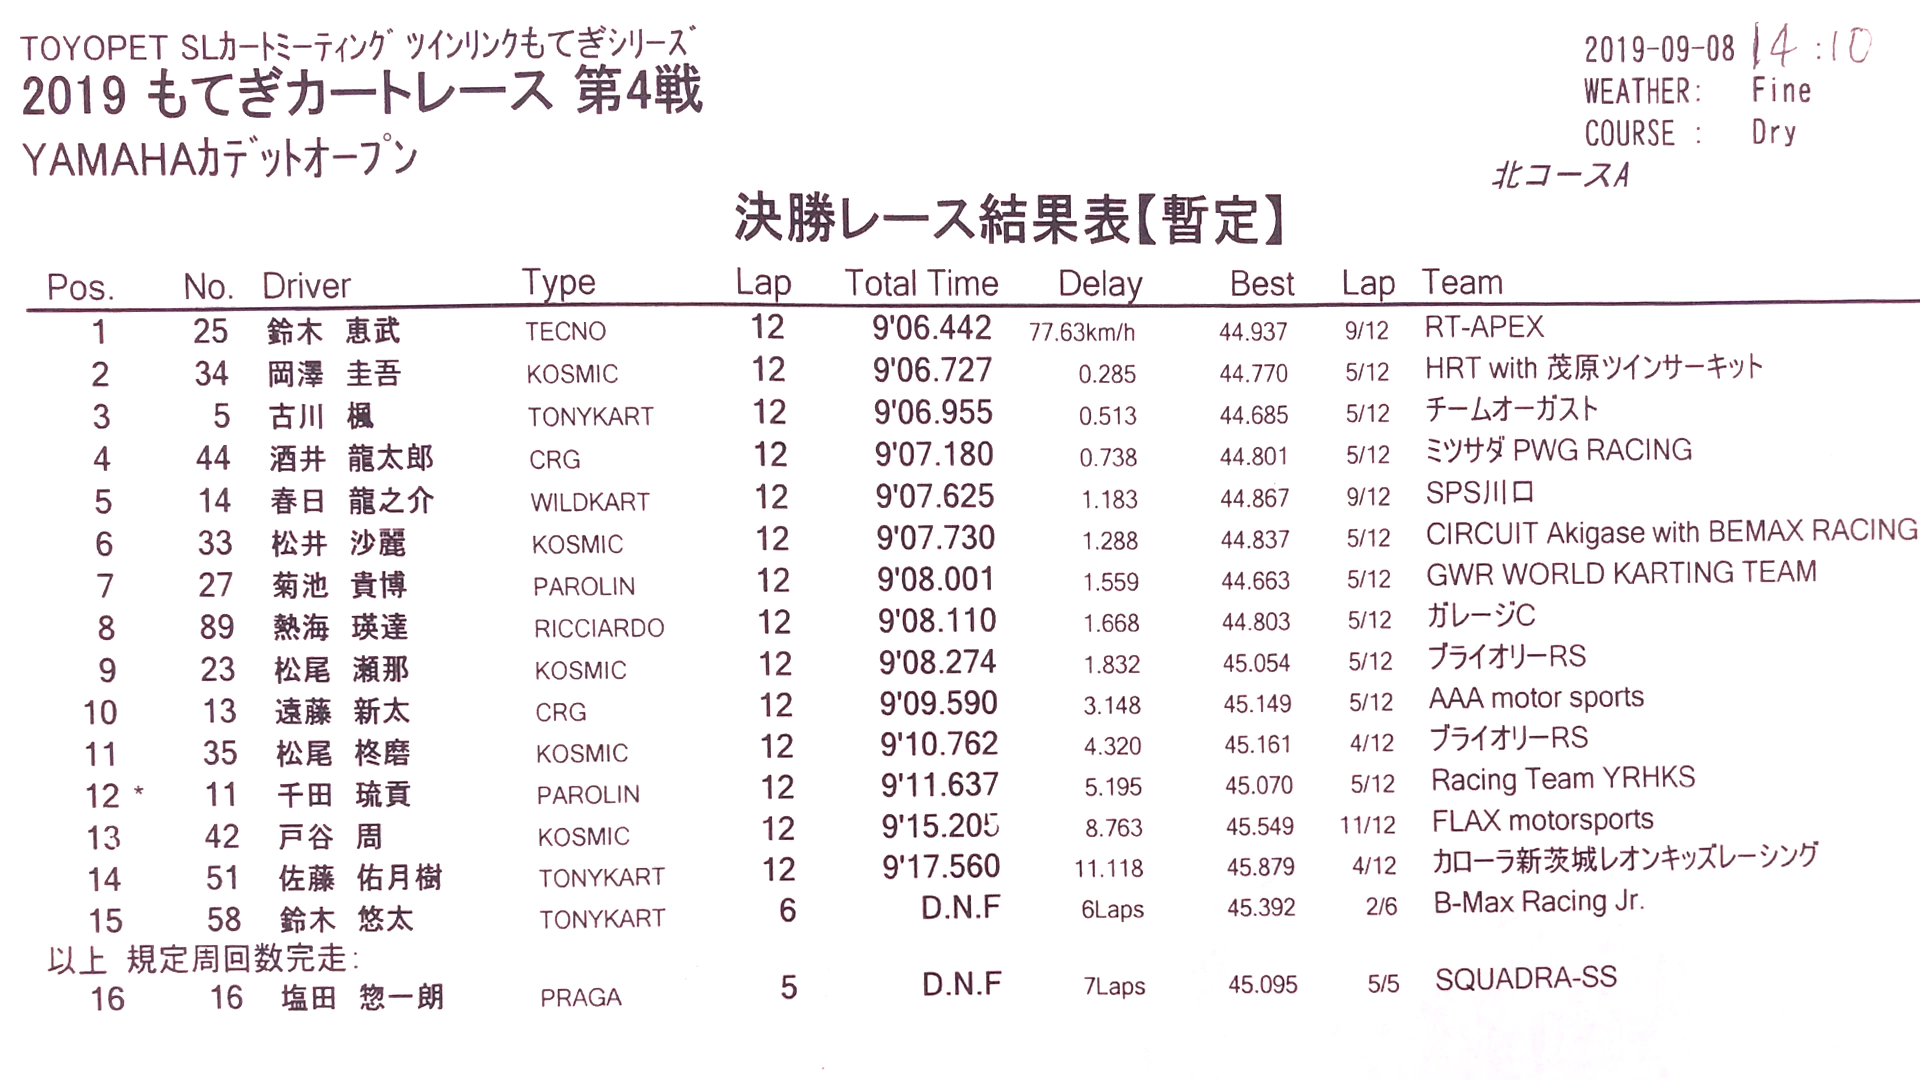 TOYOPET SLカートミーティング ツインリンクもてぎシリーズ
2019 もてぎカートレース 第4戦
YAMAHAカデットオープン
2019-09-08 14:10
WEATHER: Fine
COURSE : Dry
北コースA
決勝レース結果表【暫定】
Pos. No. Driver Type Lap Total Time Delay Best Lap Team
1 25 鈴木 恵武 TECNO 12 9'06.442 77.63km/h 44.937 9/12 RT-APEX
2 34 岡澤 圭吾 KOSMIC 12 9'06.727 0.285 44.770 5/12 HRT with 茂原ツインサーキット
3 5 古川 楓 TONYKART 12 9'06.955 0.513 44.685 5/12 チームオーガスト
4 44 酒井 龍太郎 CRG 12 9'07.180 0.738 44.801 5/12 ミツサダ PWG RACING
5 14 春日 龍之介 WILDKART 12 9'07.625 1.183 44.867 9/12 SPS川口
6 33 松井 沙麗 KOSMIC 12 9'07.730 1.288 44.837 5/12 CIRCUIT Akigase with BEMAX RACING
7 27 菊池 貴博 PAROLIN 12 9'08.001 1.559 44.663 5/12 GWR WORLD KARTING TEAM
8 89 熱海 瑛達 RICCIARDO 12 9'08.110 1.668 44.803 5/12 ガレージC
9 23 松尾 瀬那 KOSMIC 12 9'08.274 1.832 45.054 5/12 ブライオリーRS
10 13 遠藤 新太 CRG 12 9'09.590 3.148 45.149 5/12 AAA motor sports
11 35 松尾 柊磨 KOSMIC 12 9'10.762 4.320 45.161 4/12 ブライオリーRS
12 * 11 千田 琉貢 PAROLIN 12 9'11.637 5.195 45.070 5/12 Racing Team YRHKS
13 42 戸谷 周 KOSMIC 12 9'15.205 8.763 45.549 11/12 FLAX motorsports
14 51 佐藤 佑月樹 TONYKART 12 9'17.560 11.118 45.879 4/12 カローラ新茨城レオンキッズレーシング
15 58 鈴木 悠太 TONYKART 6 D.N.F 6Laps 45.392 2/6 B-Max Racing Jr.
以上 規定周回数完走:
16 16 塩田 惣一朗 PRAGA 5 D.N.F 7Laps 45.095 5/5 SQUADRA-SS